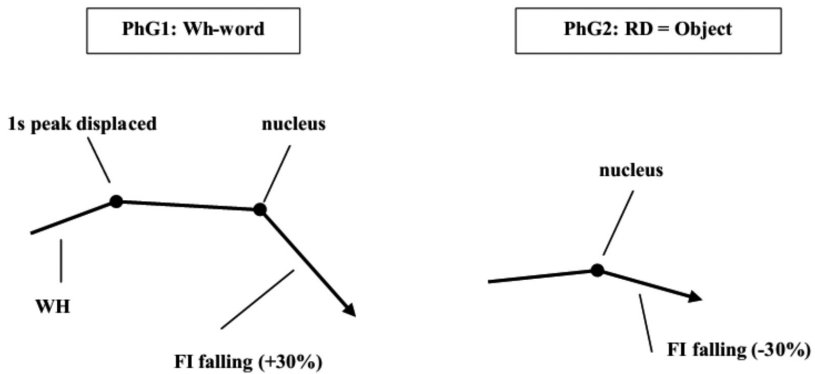 PhG1: Wh-word
PhG2: RD = Object
1s peak displaced
nucleus
nucleus
WH
FI falling (+30%)
FI falling (-30%)